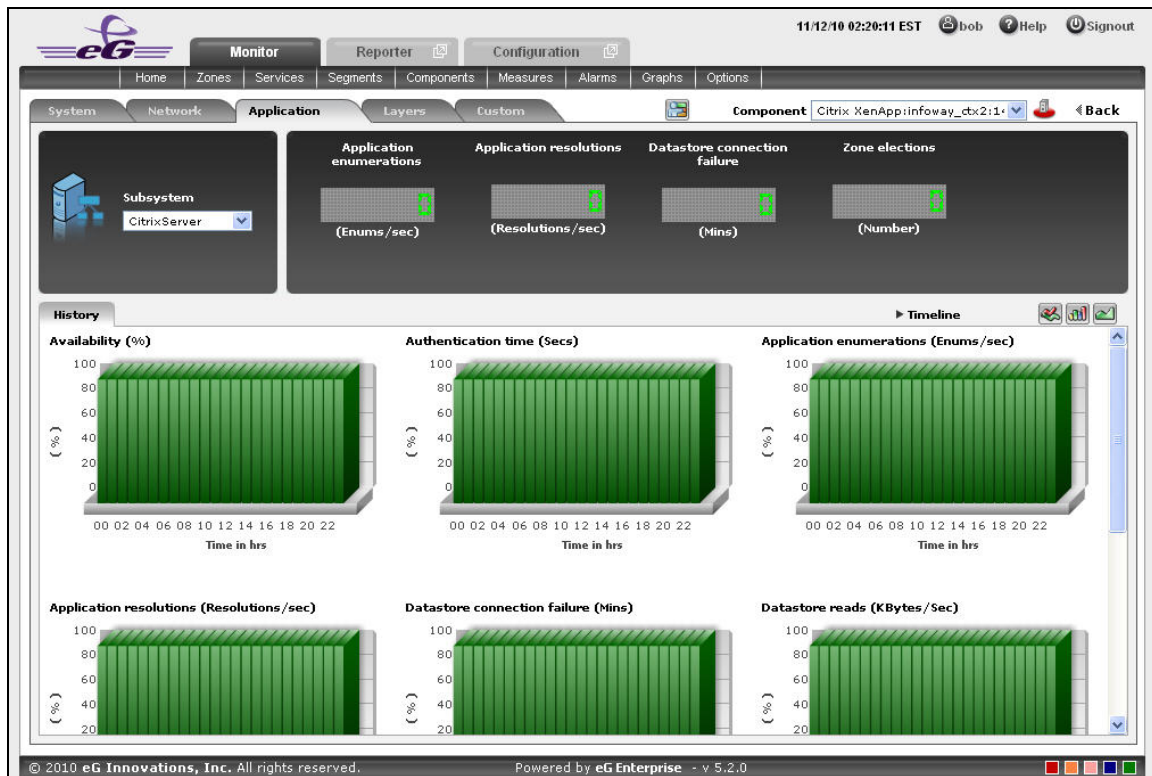 11/12/10 02:20:11 EST bob Help Signout
eG
Monitor Reporter Configuration
Home Zones Services Segments Components Measures Alarms Graphs Options
System Network Application Layers Custom Component Citrix XenApp:infoway_ctx2:14 Back
Subsystem
CitrixServer
Application enumerations
0
(Enums/sec)
Application resolutions
0
(Resolutions/sec)
Datastore connection failure
0
(Mins)
Zone elections
0
(Number)
History Timeline
Availability (%)
100
80
60
40
20
0
(%)
00 02 04 06 08 10 12 14 16 18 20 22
Time in hrs
Authentication time (Secs)
100
80
60
40
20
0
(%)
00 02 04 06 08 10 12 14 16 18 20 22
Time in hrs
Application enumerations (Enums/sec)
100
80
60
40
20
0
(%)
00 02 04 06 08 10 12 14 16 18 20 22
Time in hrs
Application resolutions (Resolutions/sec)
100
80
60
40
20
(%)
Datastore connection failure (Mins)
100
80
60
40
20
(%)
Datastore reads (KBytes/Sec)
100
80
60
40
20
(%)
© 2010 eG Innovations, Inc. All rights reserved. Powered by eG Enterprise - v 5.2.0